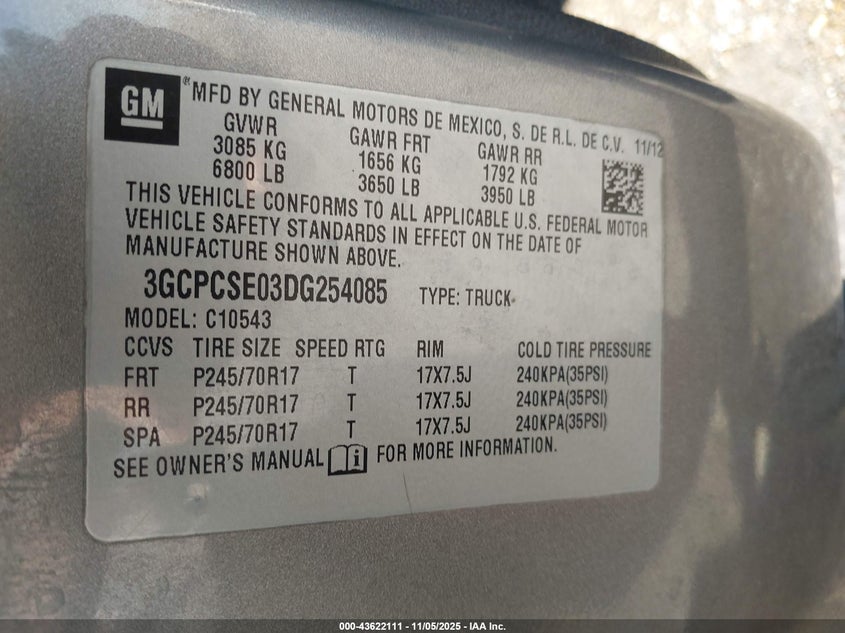 GM
® MFD BY GENERAL MOTORS DE MEXICO, S. DE R.L. DE C.V. 11/12
GVWR GAWR FRT GAWR RR
3085 KG 1656 KG 1792 KG
6800 LB 3650 LB 3950 LB
THIS VEHICLE CONFORMS TO ALL APPLICABLE U.S. FEDERAL MOTOR
VEHICLE SAFETY STANDARDS IN EFFECT ON THE DATE OF
MANUFACTURE SHOWN ABOVE.
3GCPCSE03DG254085 TYPE: TRUCK
MODEL: C10543
CCVS TIRE SIZE SPEED RTG RIM COLD TIRE PRESSURE
FRT P245/70R17 T 17X7.5J 240KPA(35PSI)
RR P245/70R17 T 17X7.5J 240KPA(35PSI)
SPA P245/70R17 T 17X7.5J 240KPA(35PSI)
SEE OWNER'S MANUAL i FOR MORE INFORMATION.
000-43622111 - 11/05/2025 - IAA Inc.